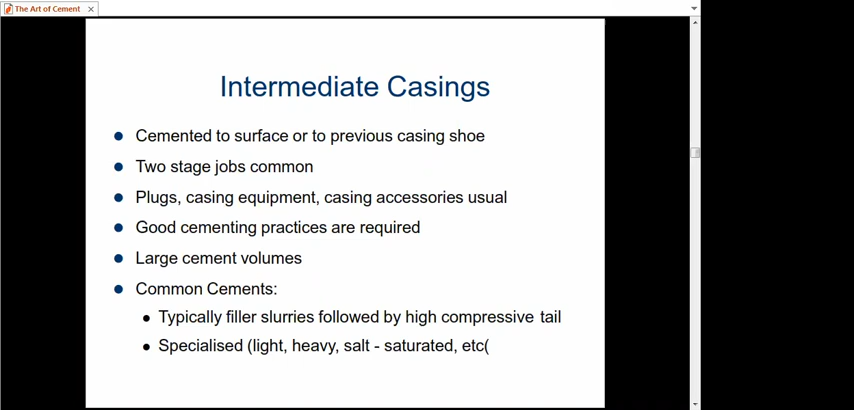 The Art of Cement
Intermediate Casings
Cemented to surface or to previous casing shoe
Two stage jobs common
Plugs, casing equipment, casing accessories usual
Good cementing practices are required
Large cement volumes
Common Cements:
Typically filler slurries followed by high compressive tail
Specialised (light, heavy, salt - saturated, etc(